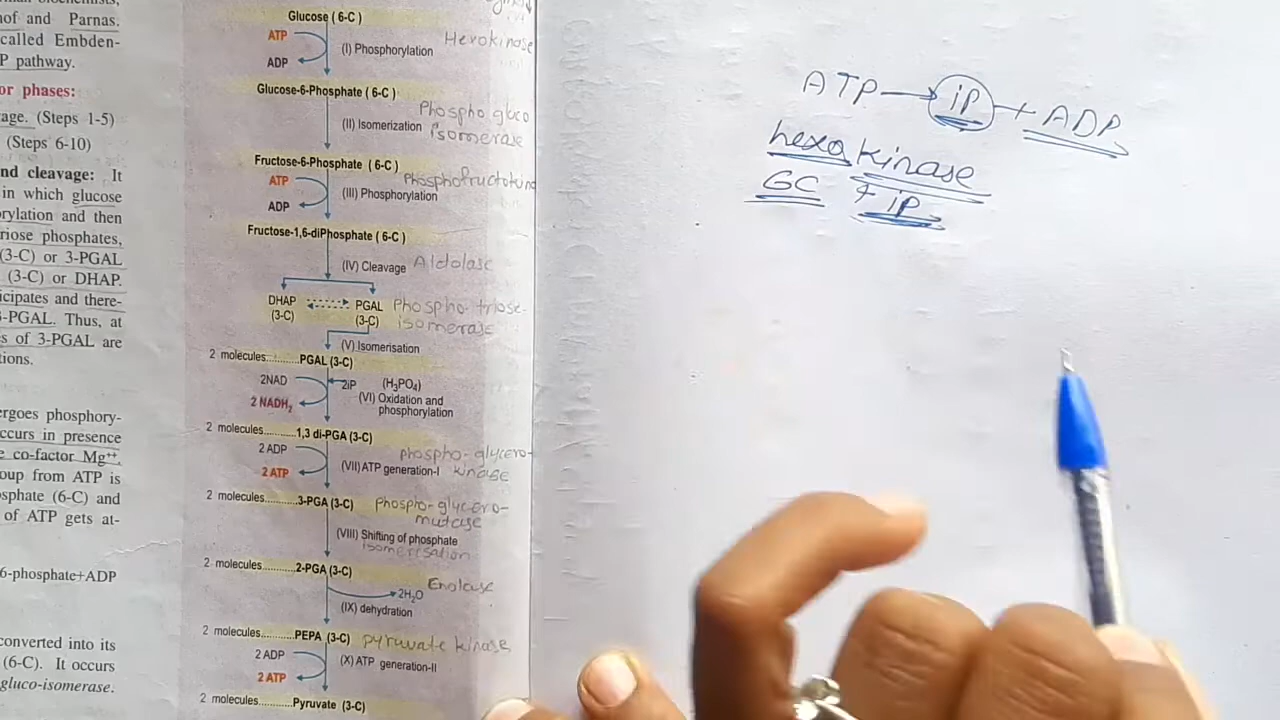 of and Parnas.
called Embden-
P pathway.
or phases:
age. (Steps 1-5)
(Steps 6-10)
nd cleavage: It
in which glucose
orylation and then
riose phosphates,
(3-C) or 3-PGAL
(3-C) or DHAP.
icipates and there-
-PGAL. Thus, at
s of 3-PGAL are
tions.
ergoes phosphory-
occurs in presence
e co-factor Mg++.
oup from ATP is
sphate (6-C) and
of ATP gets at-
6-phosphate+ADP
converted into its
(6-C). It occurs
gluco-isomerase.
Glucose (6-C)
ATP
ADP
(I) Phosphorylation
Hexokinase
Glucose-6-Phosphate (6-C)
(II) Isomerization
Phospho gluco
isomerase
Fructose-6-Phosphate (6-C)
ATP
ADP
(III) Phosphorylation
Fructose-1,6-diPhosphate (6-C)
(IV) Cleavage
Aldolase
DHAP
(3-C)
PGAL
(3-C)
Phospho-triose-
isomerase
(V) Isomerisation
2 molecules..........PGAL (3-C)
2NAD
2 NADH2
2iP
(H3PO4)
(VI) Oxidation and
phosphorylation
2 molecules..........1,3 di-PGA (3-C)
2 ADP
2 ATP
(VII) ATP generation-I
phospho-glycero-
kinase
2 molecules..........3-PGA (3-C)
Phospho-glycero-
mutase
(VIII) Shifting of phosphate
isomerisation
2 molecules..........2-PGA (3-C)
Enolase
2H2O
(IX) dehydration
2 molecules..........PEPA (3-C)
pyruvate kinase
2 ADP
2 ATP
(X) ATP generation-II
2 molecules..........Pyruvate (3-C)
ATP → iP + ADP
hexokinase
GC + iP